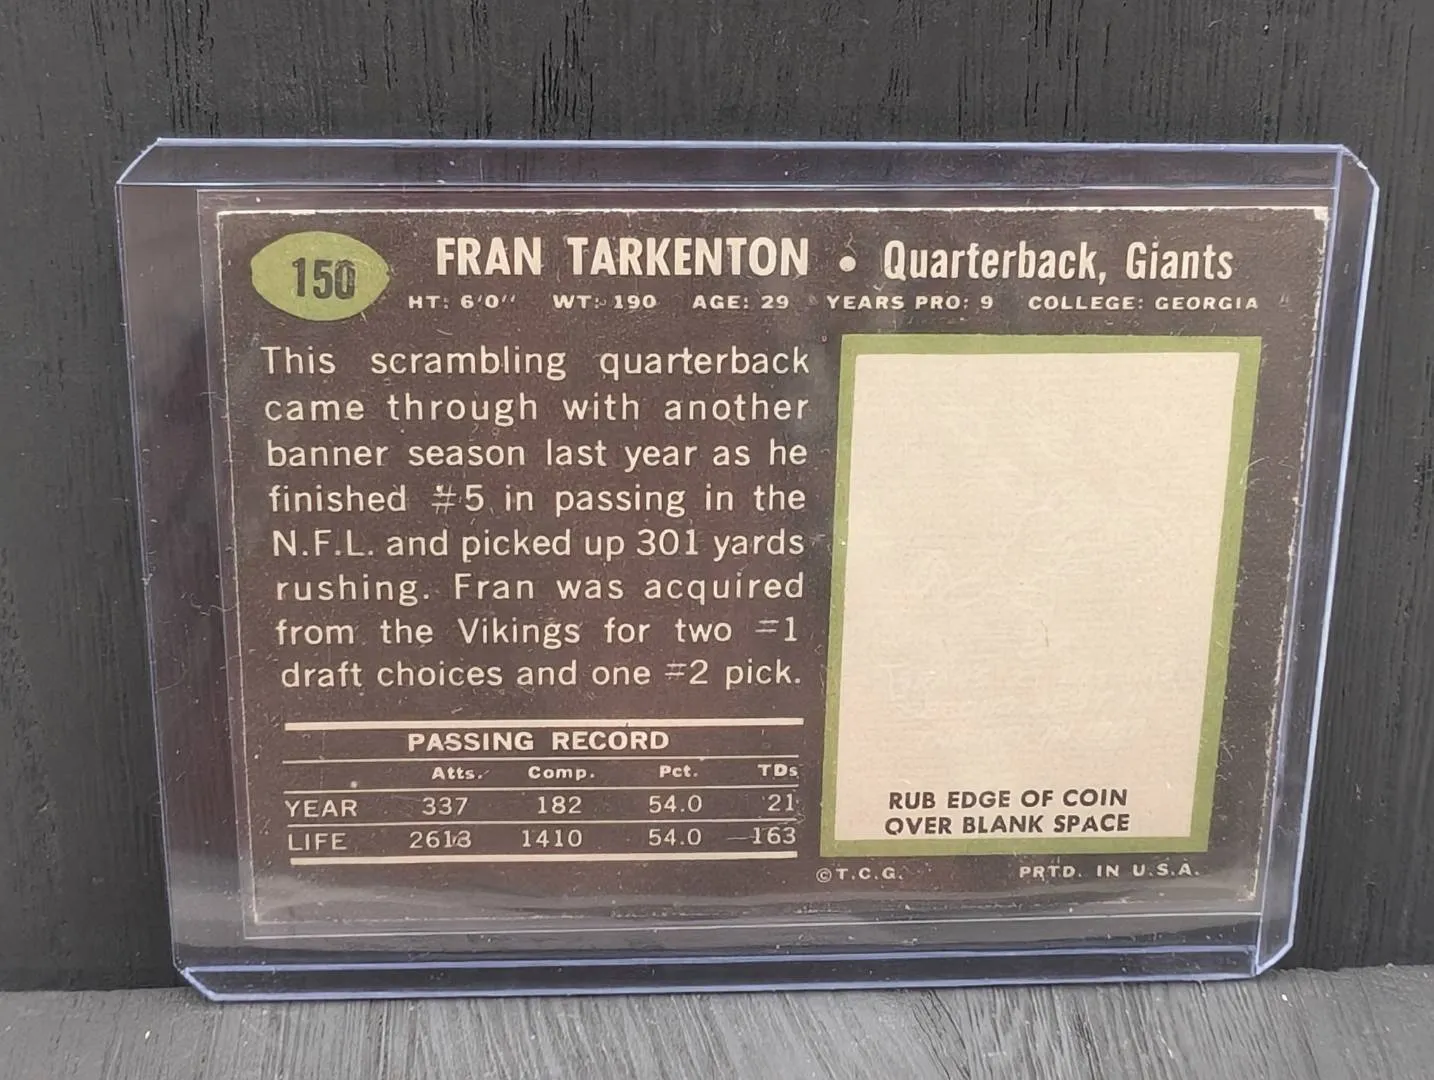 150
FRAN TARKENTON • Quarterback, Giants
HT: 6'0" WT: 190 AGE: 29 YEARS PRO: 9 COLLEGE: GEORGIA
This scrambling quarterback
came through with another
banner season last year as he
finished #5 in passing in the
N.F.L. and picked up 301 yards
rushing. Fran was acquired
from the Vikings for two #1
draft choices and one #2 pick.
PASSING RECORD
Atts. Comp. Pct. TDs
YEAR 337 182 54.0 21
LIFE 2613 1410 54.0 163
RUB EDGE OF COIN
OVER BLANK SPACE
©T.C.G. PRTD. IN U.S.A.